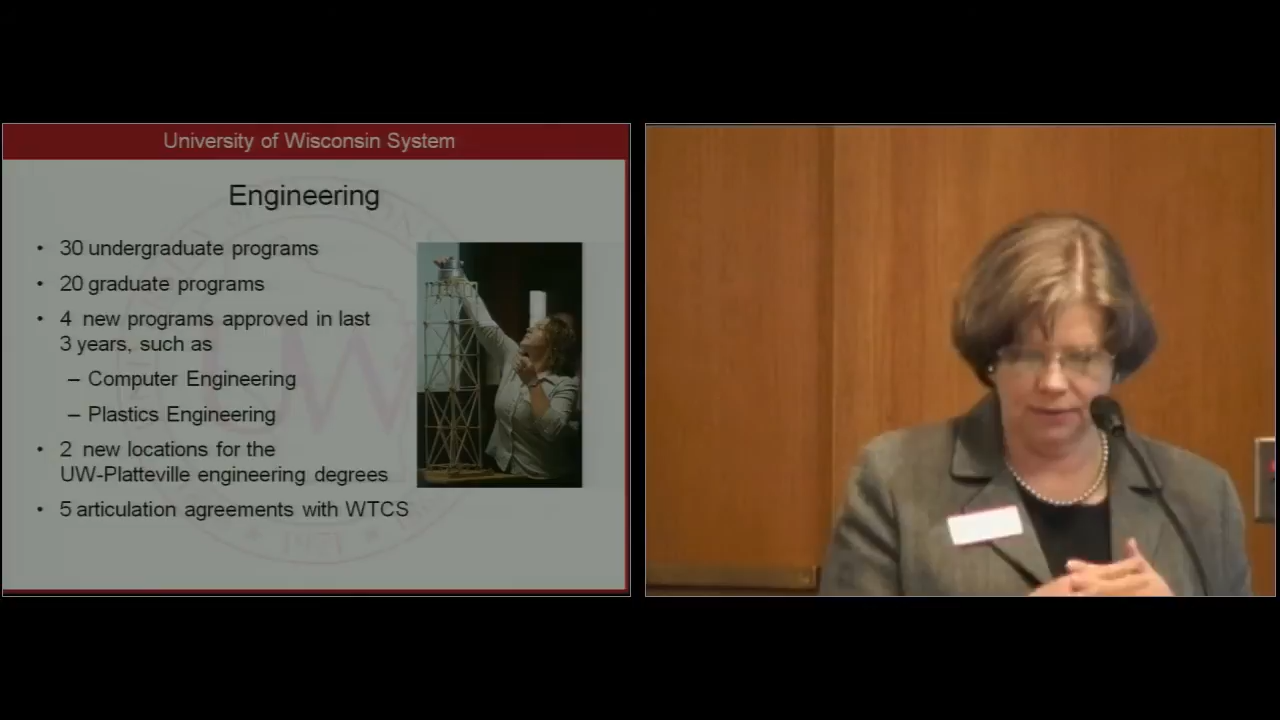 University of Wisconsin System
Engineering
• 30 undergraduate programs
• 20 graduate programs
• 4 new programs approved in last
3 years, such as
– Computer Engineering
– Plastics Engineering
• 2 new locations for the
UW-Platteville engineering degrees
• 5 articulation agreements with WTCS
UW
1971